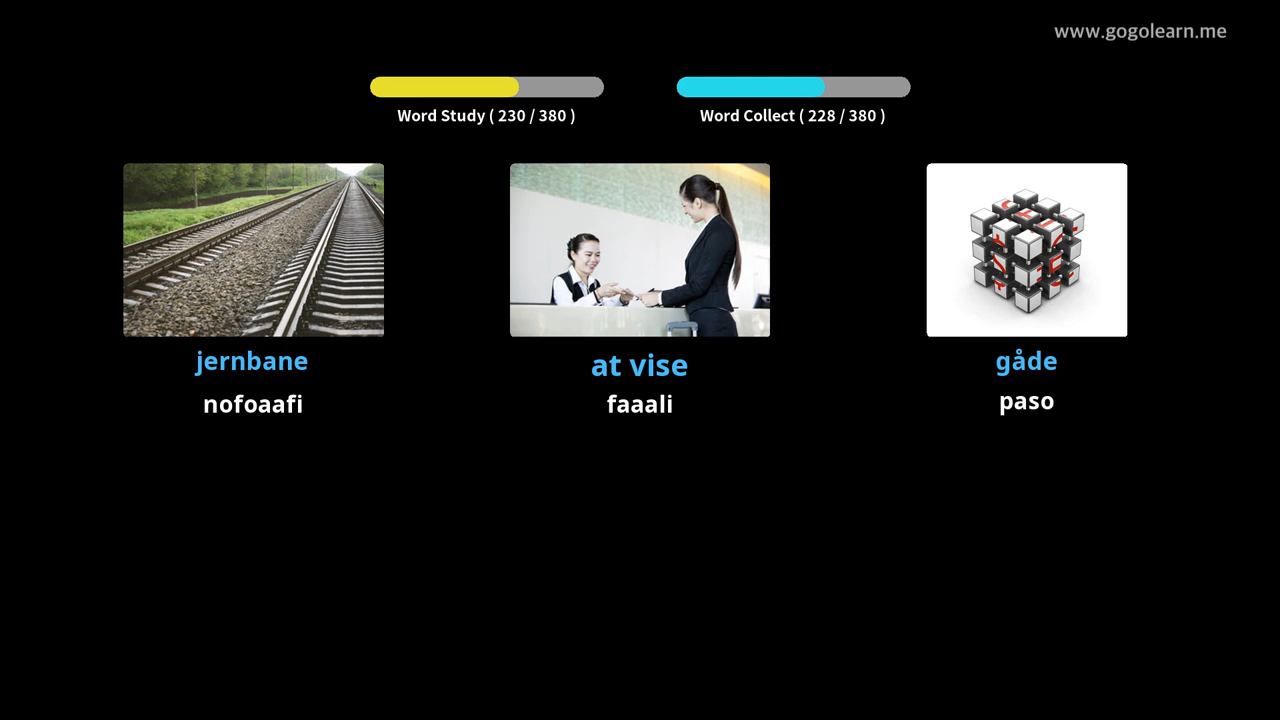 www.gogolearn.me
Word Study ( 230 / 380 )
Word Collect ( 228 / 380 )
jernbane
at vise
gåde
nofoaafi
faaali
paso